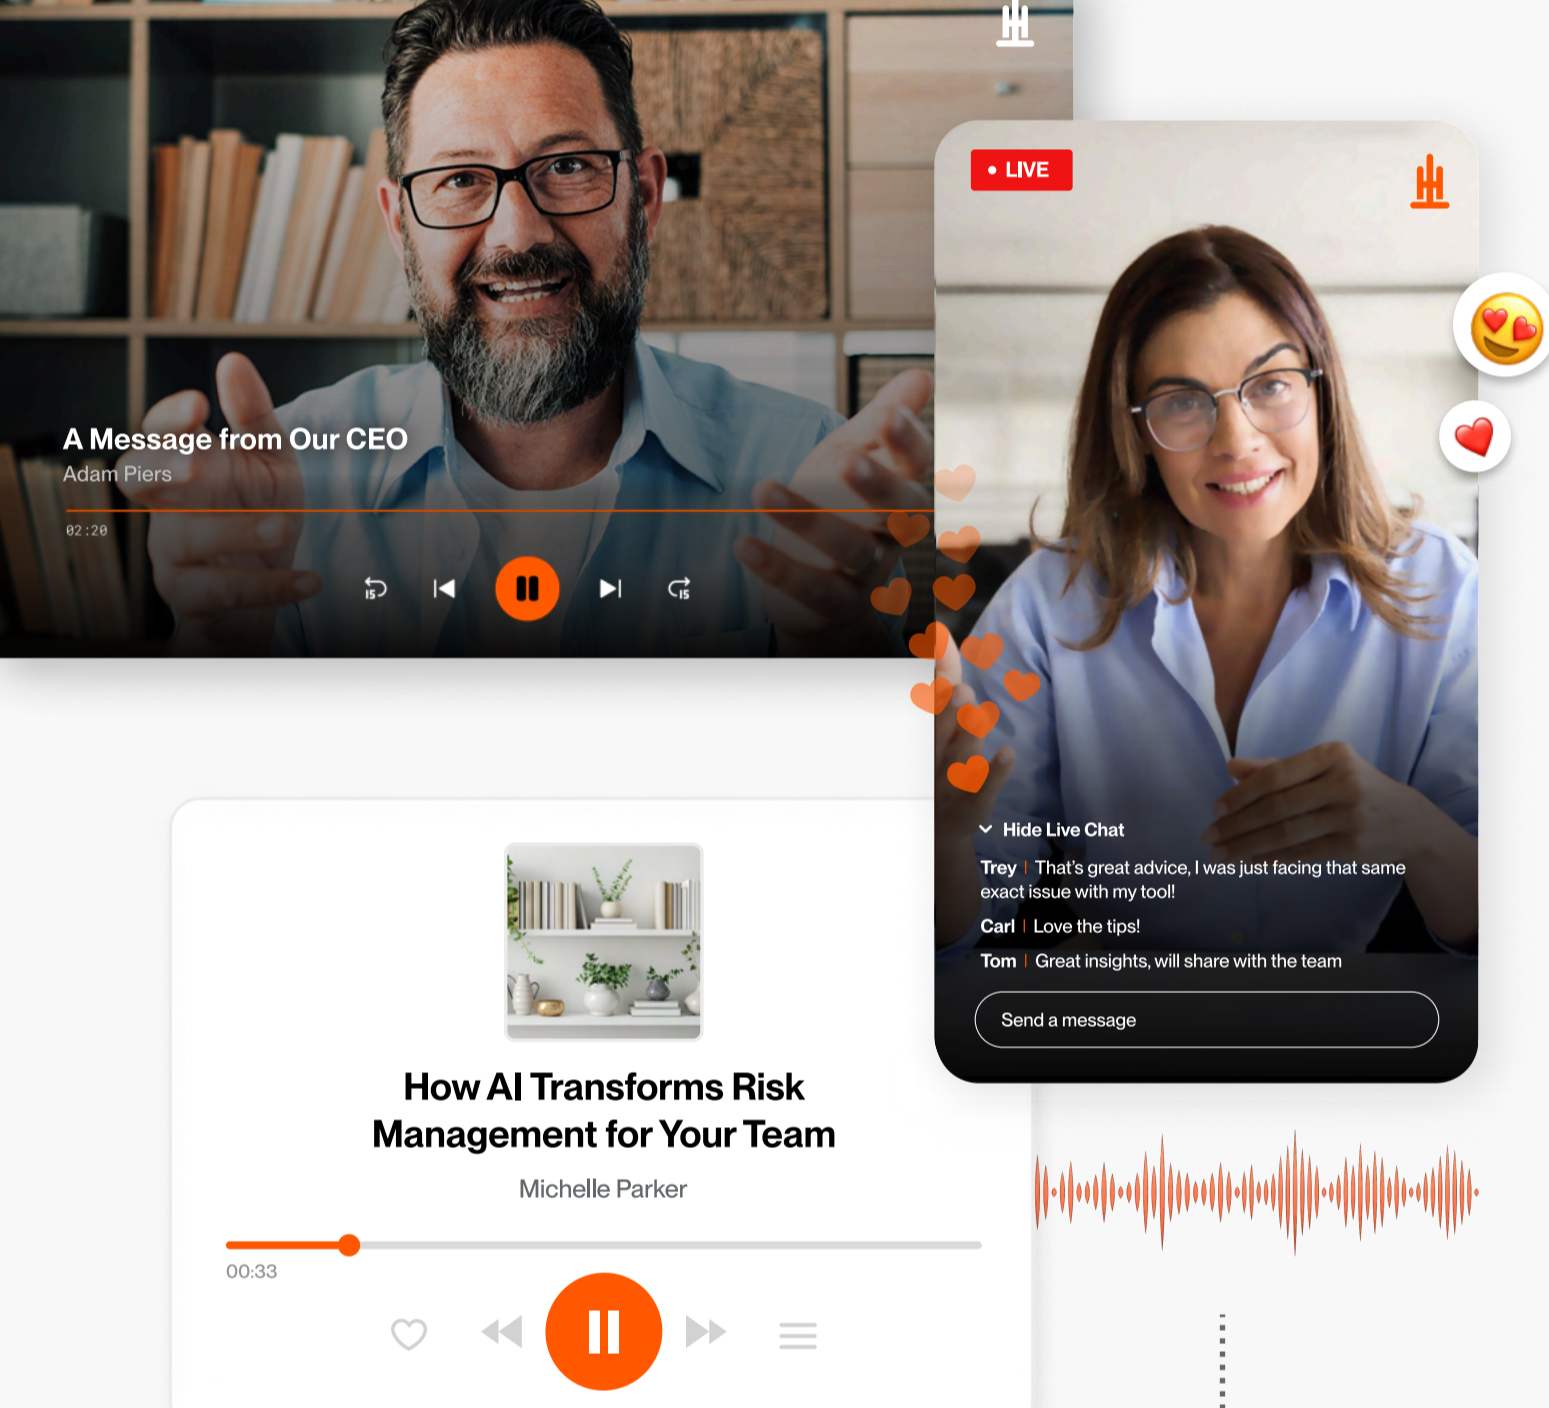 A Message from Our CEO
Adam Piers
02:20
15
15
LIVE
Hide Live Chat
Trey | That's great advice, I was just facing that same
exact issue with my tool!
Carl | Love the tips!
Tom | Great insights, will share with the team
Send a message
How AI Transforms Risk
Management for Your Team
Michelle Parker
00:33